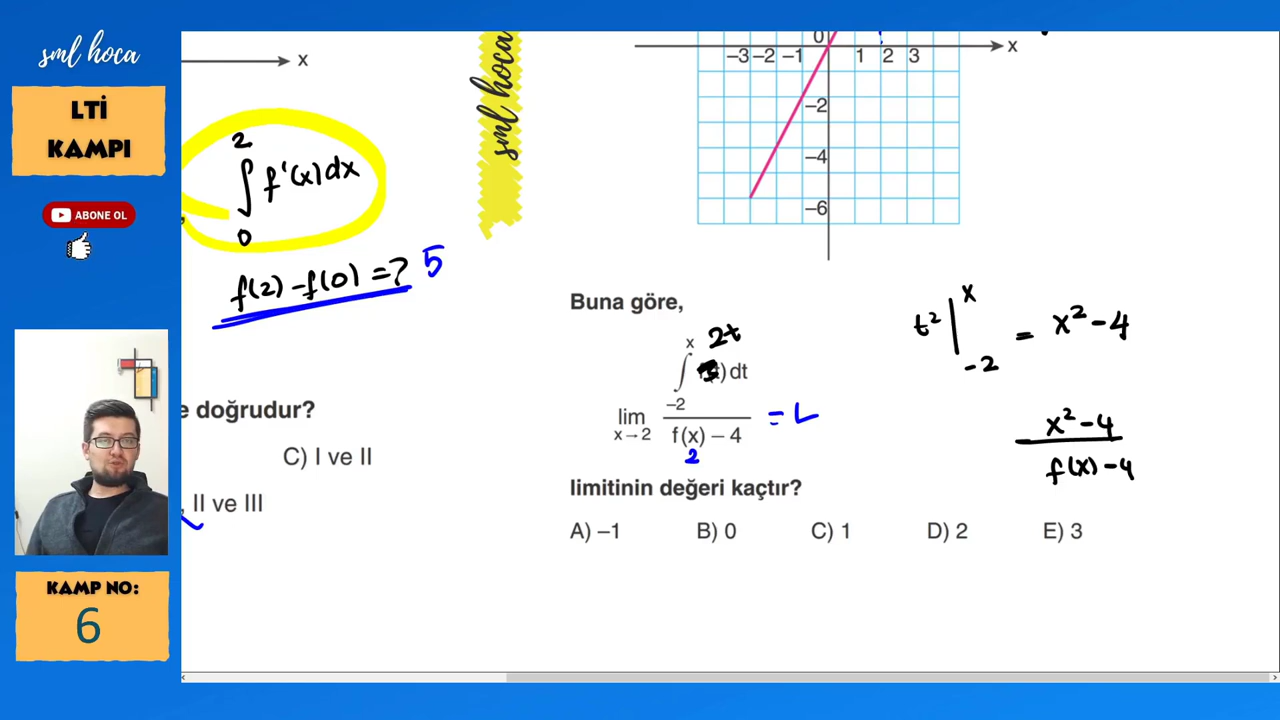 sml hoca
LTİ
KAMPI
ABONE OL
KAMP NO:
6
x
2
∫ f'(x)dx
0
f(2) - f(0) = ? 5
e doğrudur?
C) I ve II
, II ve III
sml hoca
0
x
–3 –2 –1 1 2 3
–2
–4
–6
Buna göre,
x 2t
∫ )dt
–2
lim
x→2
f(x) – 4
2
= L
limitinin değeri kaçtır?
A) –1 B) 0 C) 1 D) 2 E) 3
t² | x
-2
= x² - 4
x² - 4
f(x) - 4